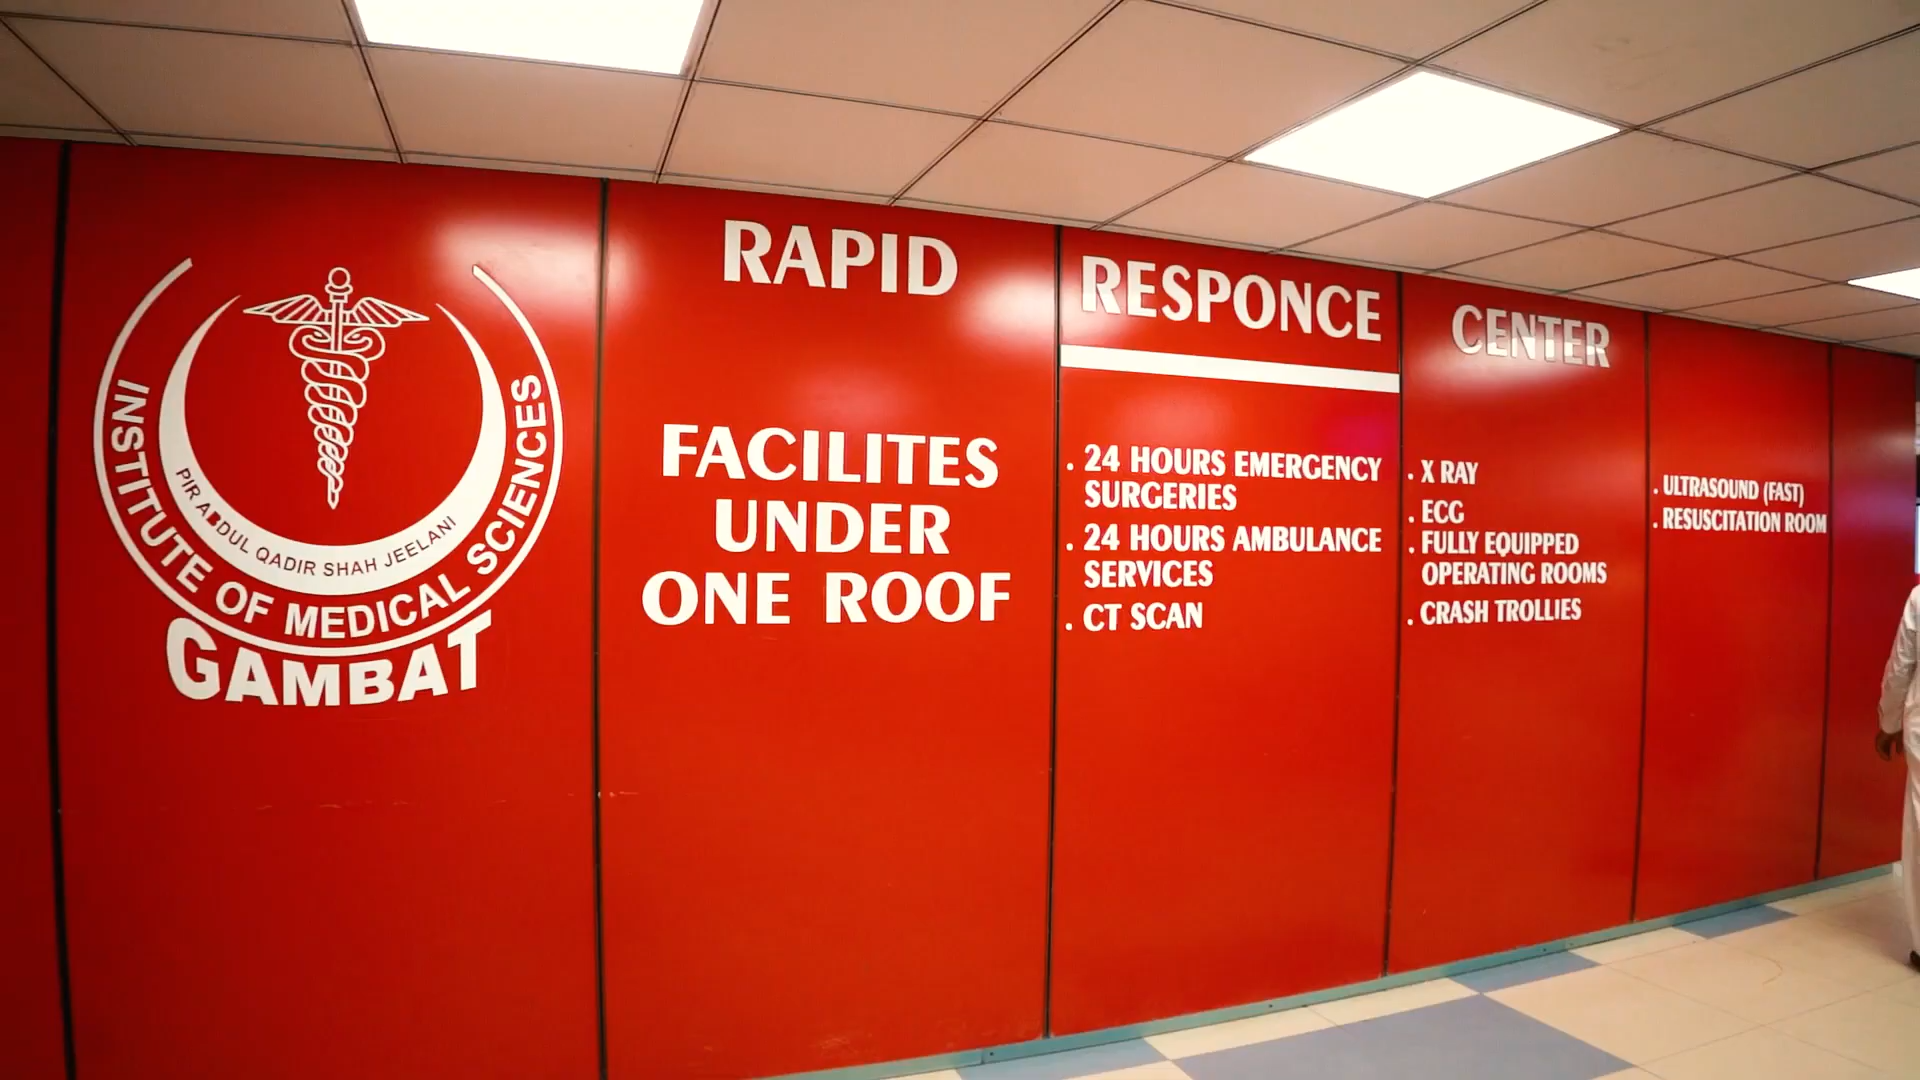 PIR ABDUL QADIR SHAH JEELANI
INSTITUTE OF MEDICAL SCIENCES
GAMBAT
RAPID RESPONCE CENTER
FACILITES
UNDER
ONE ROOF
. 24 HOURS EMERGENCY
SURGERIES
. 24 HOURS AMBULANCE
SERVICES
. CT SCAN
. X RAY
. ECG
. FULLY EQUIPPED
OPERATING ROOMS
. CRASH TROLLIES
. ULTRASOUND (FAST)
. RESUSCITATION ROOM